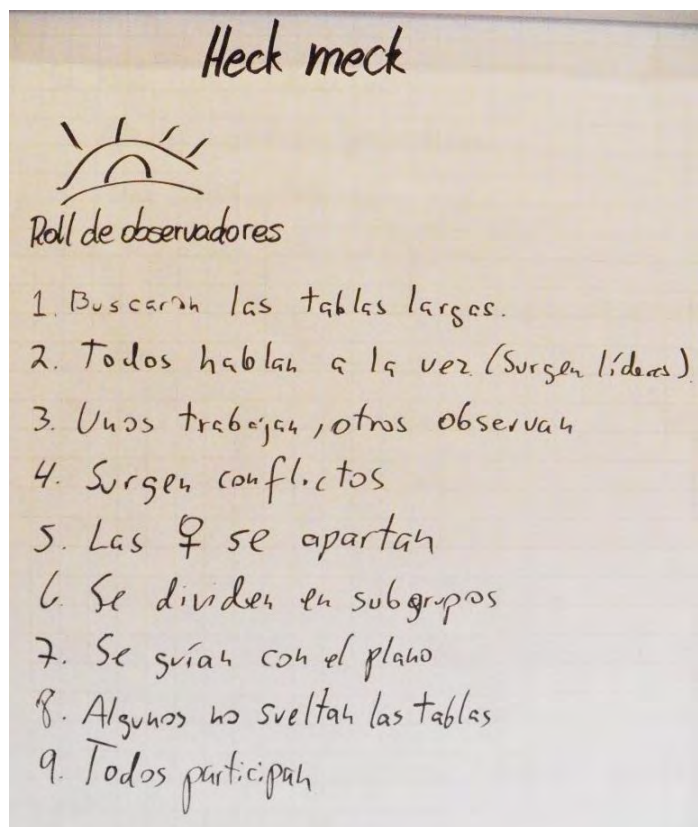 Heck meck
Roll de observadores
1. Buscarón las tablas largas.
2. Todos hablan a la vez (Surgen líderes).
3. Unos trabajan, otros observan
4. Surgen conflictos
5. Las ♀ se apartan
6. Se dividen en subgrupos
7. Se guían con el plano
8. Algunos no sueltan las tablas
9. Todos participan